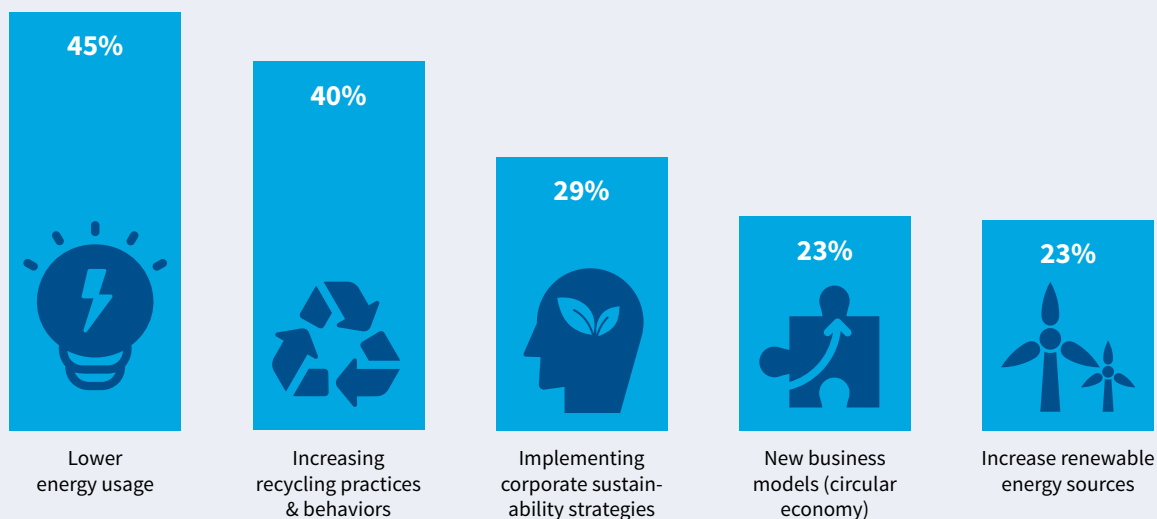 45%
40%
29%
23%
23%
Lower
energy usage
Increasing
recycling practices
& behaviors
Implementing
corporate sustain-
ability strategies
New business
models (circular
economy)
Increase renewable
energy sources